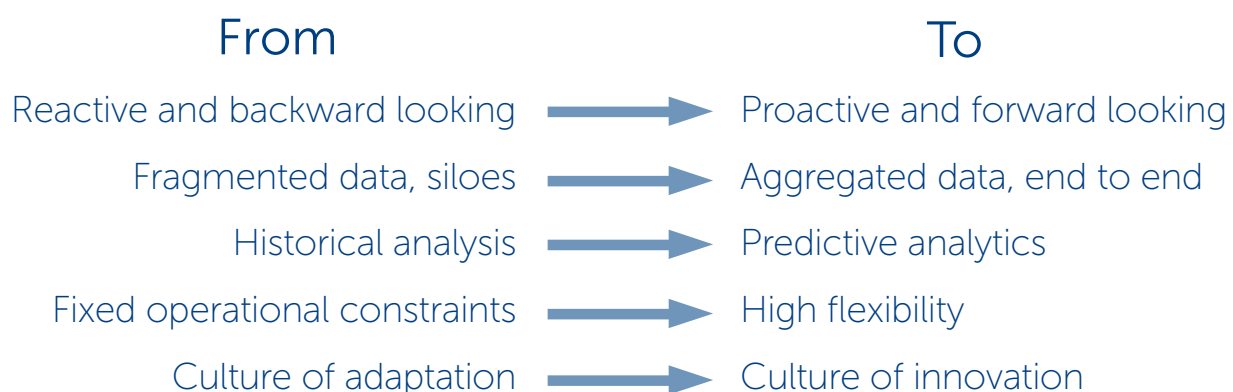 From To
Reactive and backward looking Proactive and forward looking
Fragmented data, siloes Aggregated data, end to end
Historical analysis Predictive analytics
Fixed operational constraints High flexibility
Culture of adaptation Culture of innovation